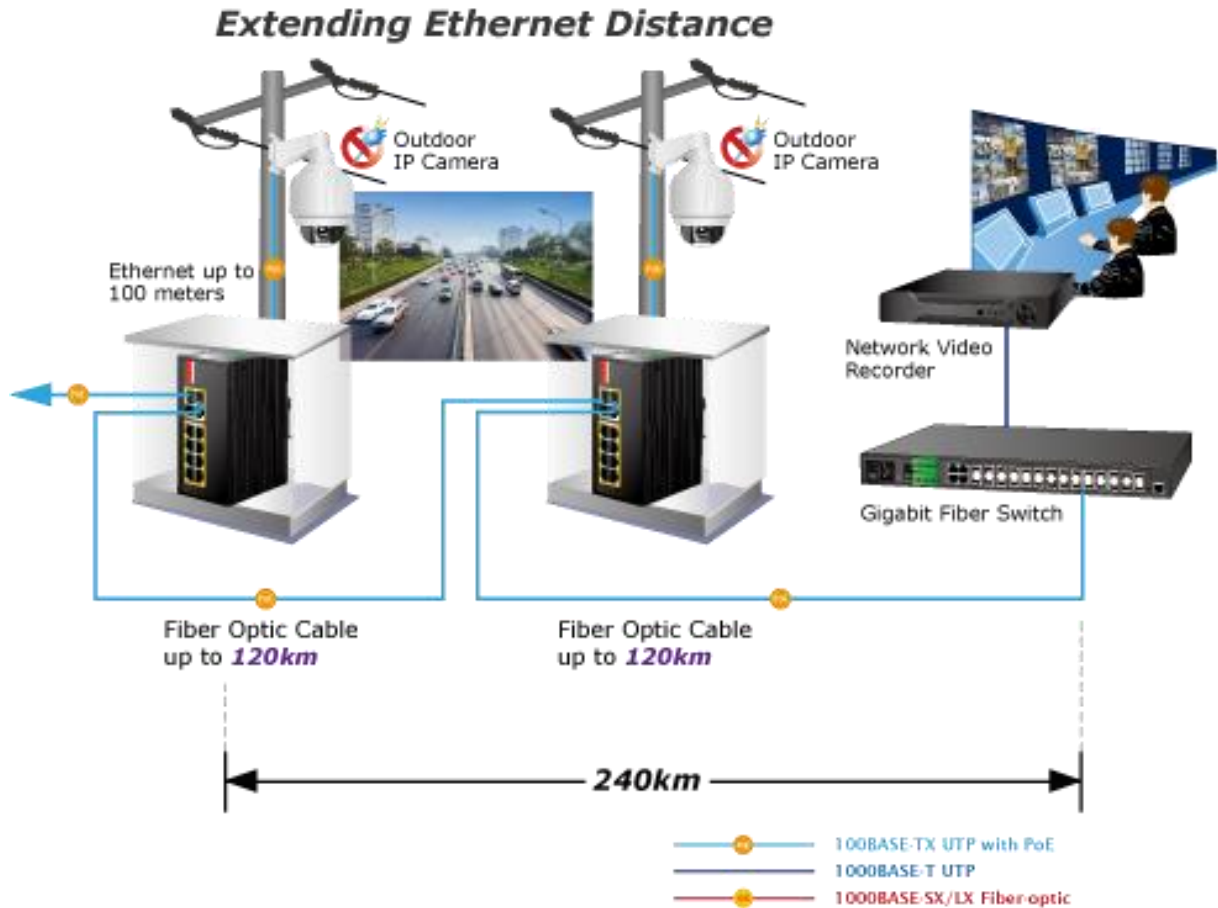 Extending Ethernet Distance
Outdoor
IP Camera
Outdoor
IP Camera
Ethernet up to
100 meters
Network Video
Recorder
Gigabit Fiber Switch
Fiber Optic Cable
up to 120km
Fiber Optic Cable
up to 120km
240km
100BASE-TX UTP with PoE
1000BASE-T UTP
1000BASE-SX/LX Fiber-optic